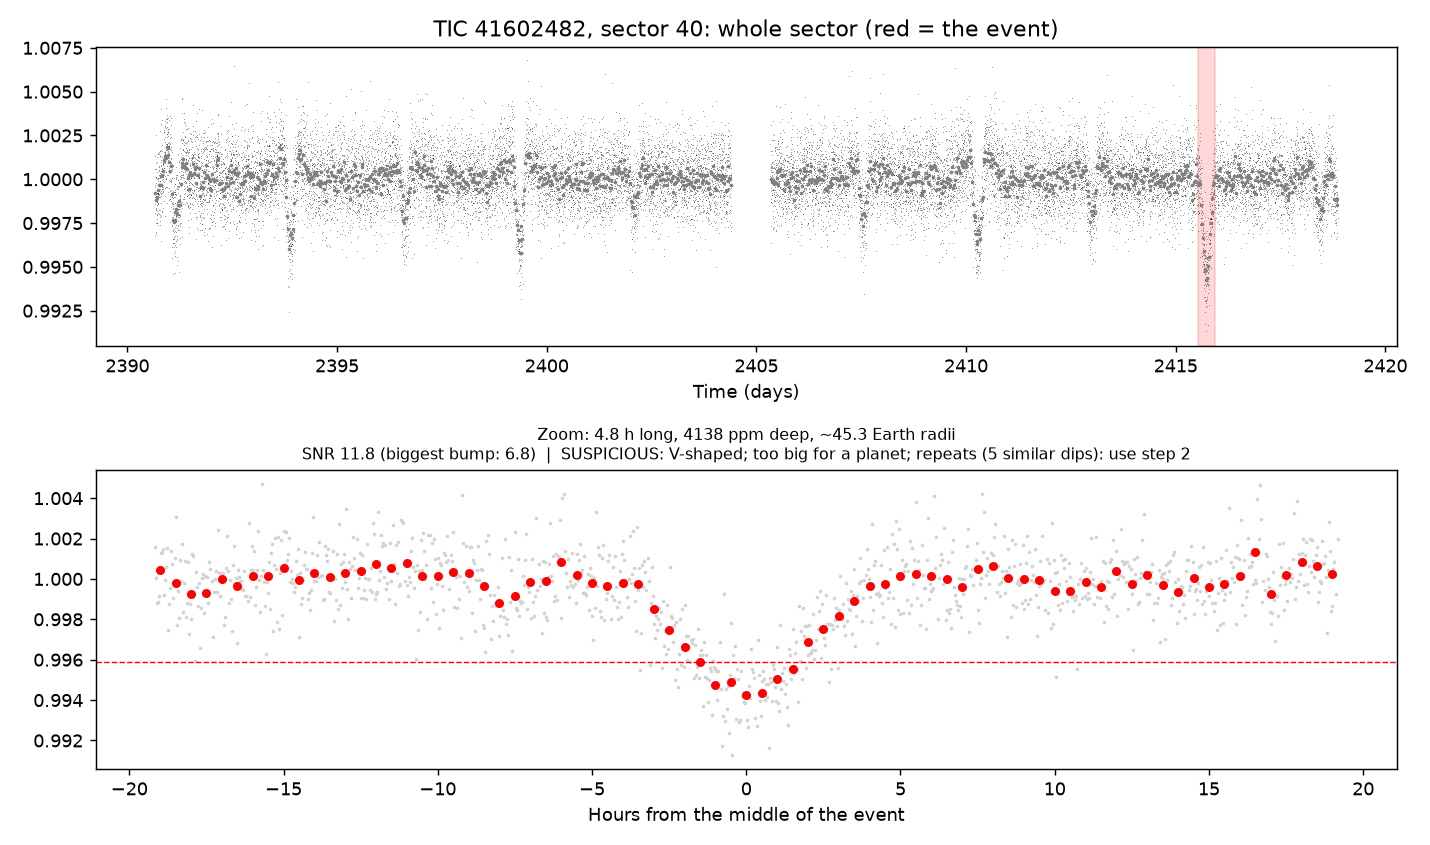 TIC 41602482, sector 40: whole sector (red = the event)
1.0075
1.0050
1.0025
1.0000
0.9975
0.9950
0.9925
2390 2395 2400 2405 2410 2415 2420
Time (days)
Zoom: 4.8 h long, 4138 ppm deep, ~45.3 Earth radii
SNR 11.8 (biggest bump: 6.8) | SUSPICIOUS: V-shaped; too big for a planet; repeats (5 similar dips): use step 2
1.004
1.002
1.000
0.998
0.996
0.994
0.992
−20 −15 −10 −5 0 5 10 15 20
Hours from the middle of the event